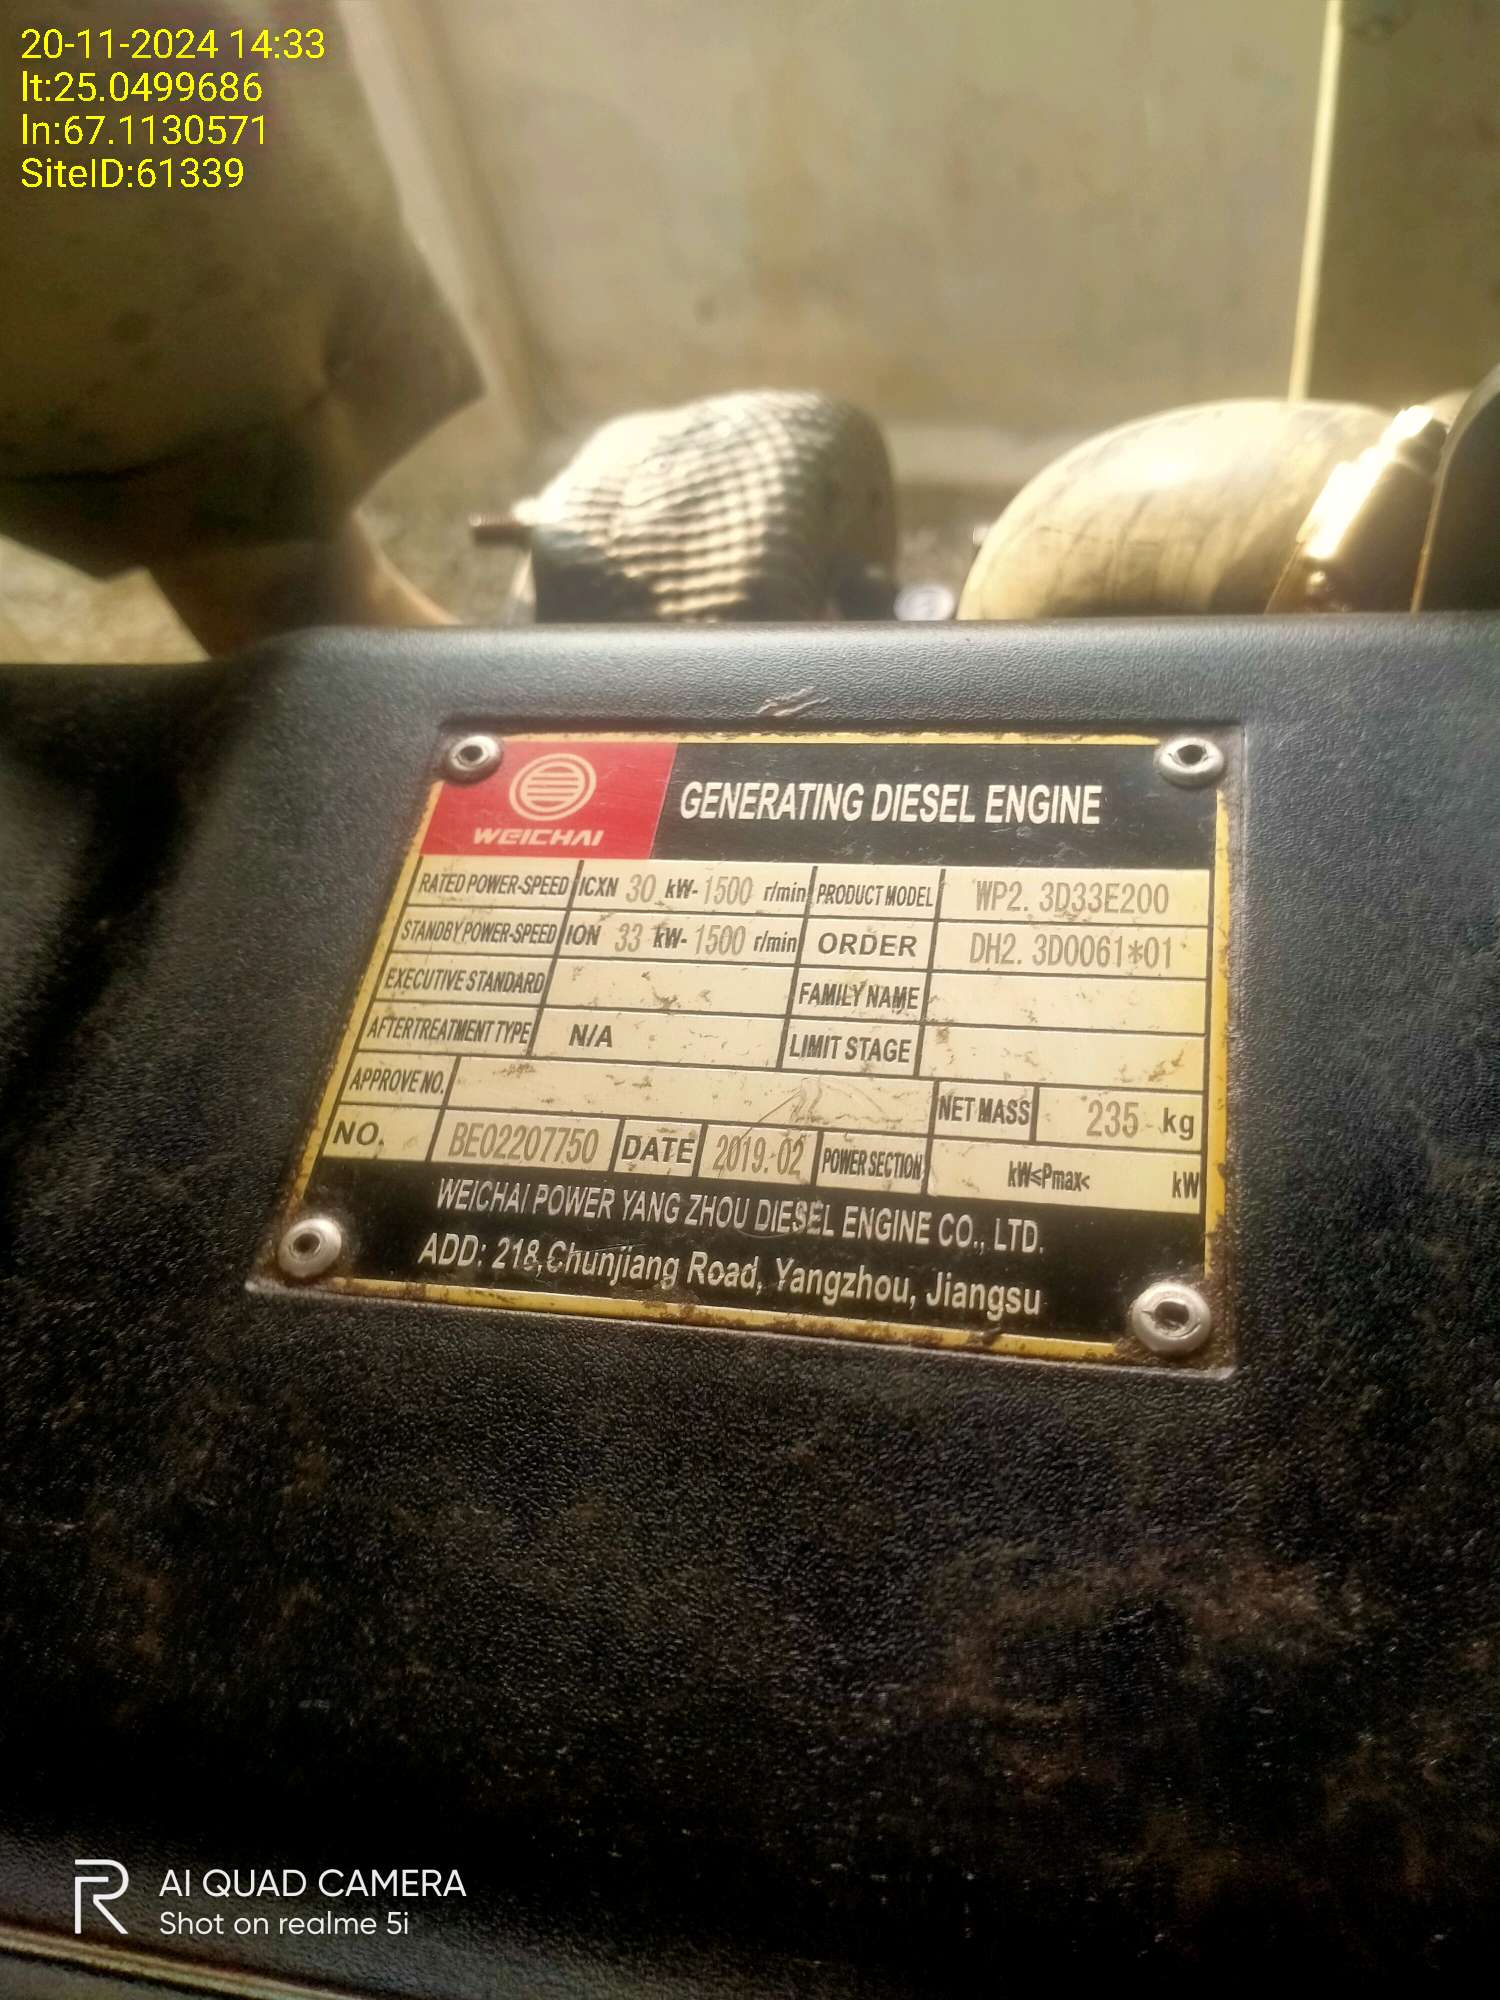 20-11-2024 14:33
lt:25.0499686
ln:67.1130571
SiteID:61339
WEICHAI
GENERATING DIESEL ENGINE
RATED POWER-SPEED ICXN 30 kW- 1500 r/min PRODUCT MODEL WP2. 3D33E200
STANDBY POWER-SPEED ION 33 kW- 1500 r/min ORDER DH2. 3D0061*01
EXECUTIVE STANDARD FAMILY NAME
AFTERTREATMENT TYPE N/A LIMIT STAGE
APPROVE NO. NET MASS 235 kg
NO. BE02207750 DATE 2019.02 POWER SECTION kW≤Pmax< kW
WEICHAI POWER YANG ZHOU DIESEL ENGINE CO., LTD.
ADD: 218,Chunjiang Road, Yangzhou, Jiangsu
R AI QUAD CAMERA
Shot on realme 5i